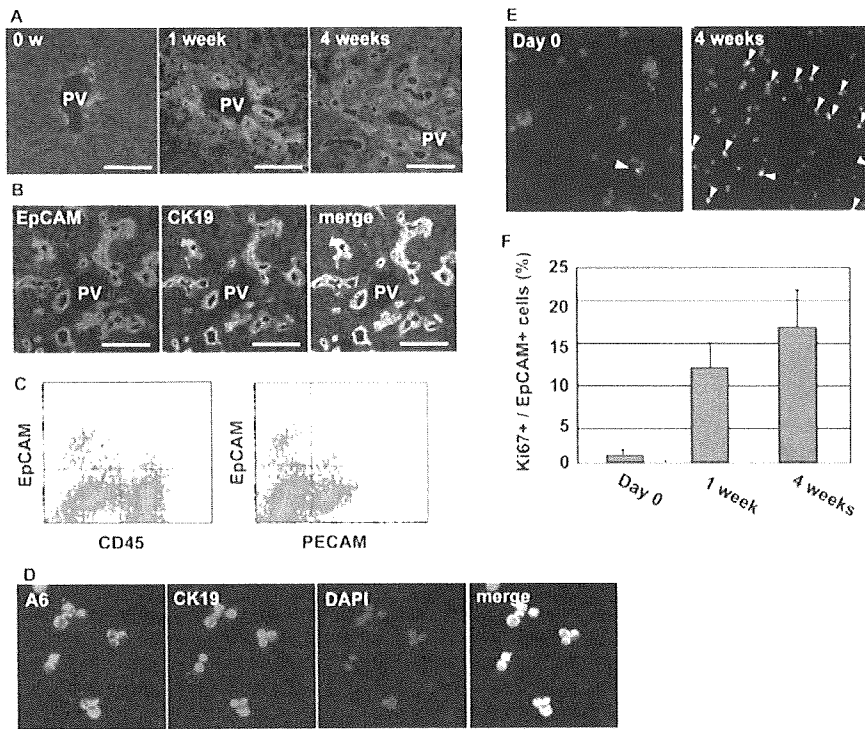 A
0 w
1 week
4 weeks
PV
PV
PV
B
EpCAM
CK19
merge
PV
PV
PV
C
EpCAM
CD45
EpCAM
PECAM
D
A6
CK19
DAPI
merge
E
Day 0
4 weeks
F
Ki67+ / EpCAM+ cells (%)
25
20
15
10
5
0
Day 0
1 week
4 weeks